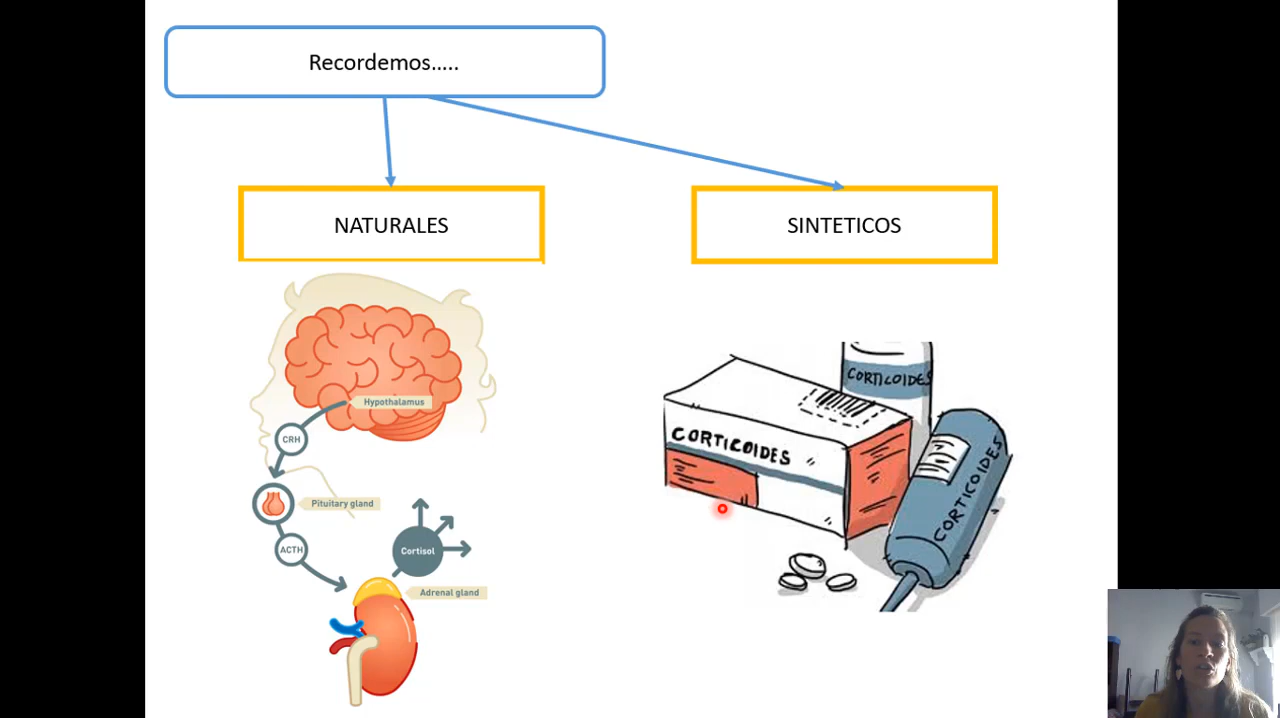 Recordemos.....
NATURALES
SINTETICOS
Hypothalamus
CRH
Pituitary gland
ACTH
Cortisol
Adrenal gland
CORTICOIDES
CORTICOIDES
CORTICOIDES